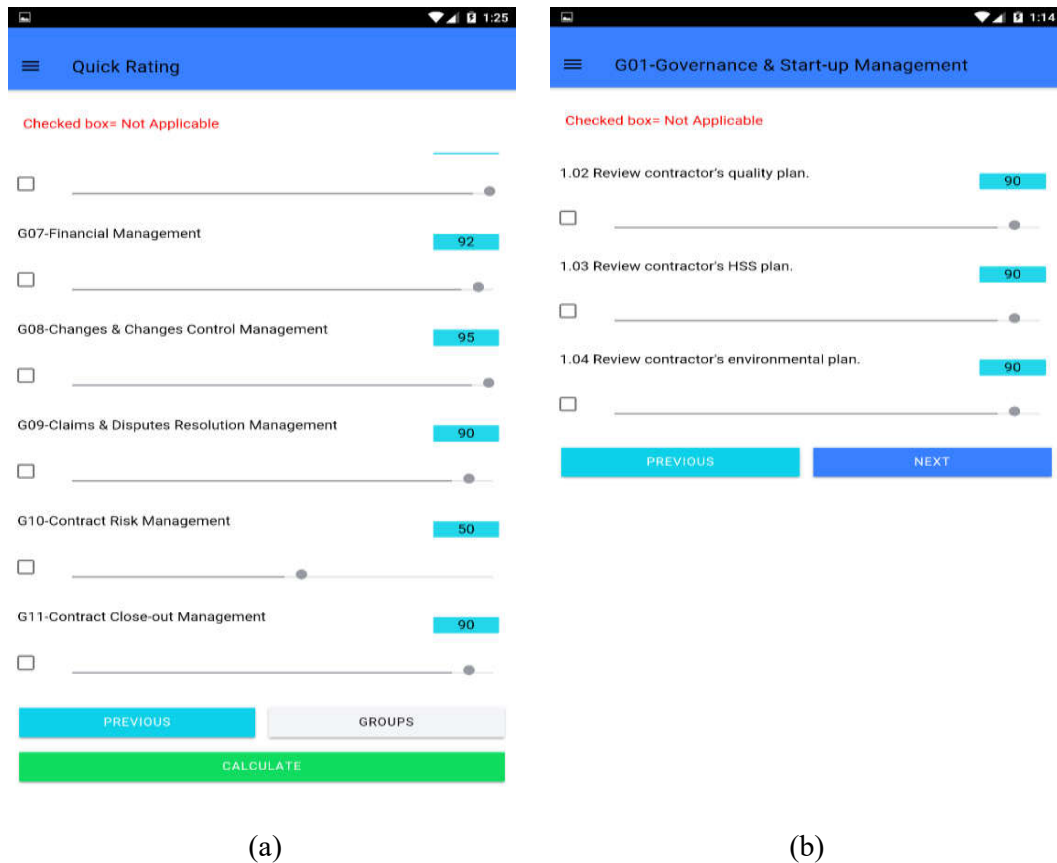 1:25
Quick Rating
Checked box= Not Applicable
G07-Financial Management
92
G08-Changes & Changes Control Management
95
G09-Claims & Disputes Resolution Management
90
G10-Contract Risk Management
50
G11-Contract Close-out Management
90
PREVIOUS
GROUPS
CALCULATE
(a)
1:14
G01-Governance & Start-up Management
Checked box= Not Applicable
1.02 Review contractor's quality plan.
90
1.03 Review contractor's HSS plan.
90
1.04 Review contractor's environmental plan.
90
PREVIOUS
NEXT
(b)